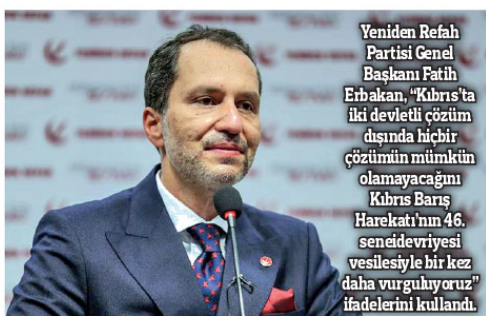 Yeniden Refah
Partisi Genel
Başkanı Fatih
Erbakan, “Kıbrıs’ta
iki devletli çözüm
dışında hiçbir
çözümün mümkün
olamayacağını
Kıbrıs Barış
Harekatı’nın 46.
seneidevriyesi
vesilesiyle bir kez
daha vurguluyoruz”
ifadelerini kullandı.